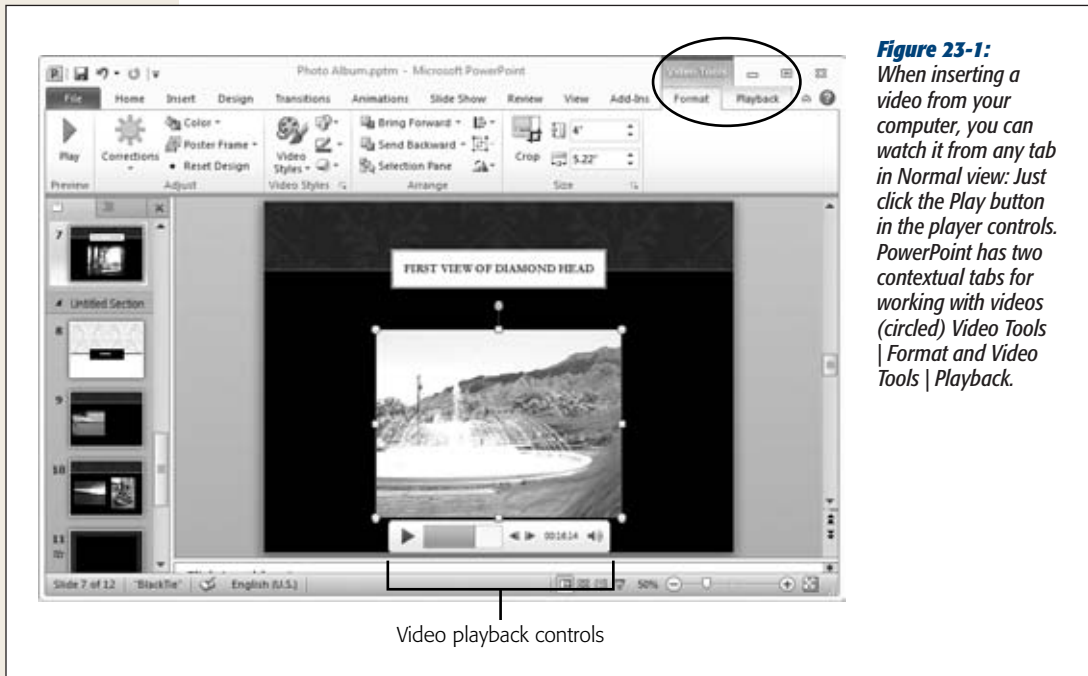 Photo Album.pptm - Microsoft PowerPoint
Video Tools
File Home Insert Design Transitions Animations Slide Show Review View Add-Ins Format Playback
Play
Preview
Corrections
Color
Poster Frame
Reset Design
Adjust
Video Styles
Video Styles
Bring Forward
Send Backward
Selection Pane
Arrange
Crop
4"
5.22"
Size
7
Untitled Section
8
9
10
11
FIRST VIEW OF DIAMOND HEAD
00:16.14
Slide 7 of 12 "BlackTie" English (U.S.) 50%
Video playback controls
Figure 23-1:
When inserting a
video from your
computer, you can
watch it from any tab
in Normal view: Just
click the Play button
in the player controls.
PowerPoint has two
contextual tabs for
working with videos
(circled) Video Tools
| Format and Video
Tools | Playback.